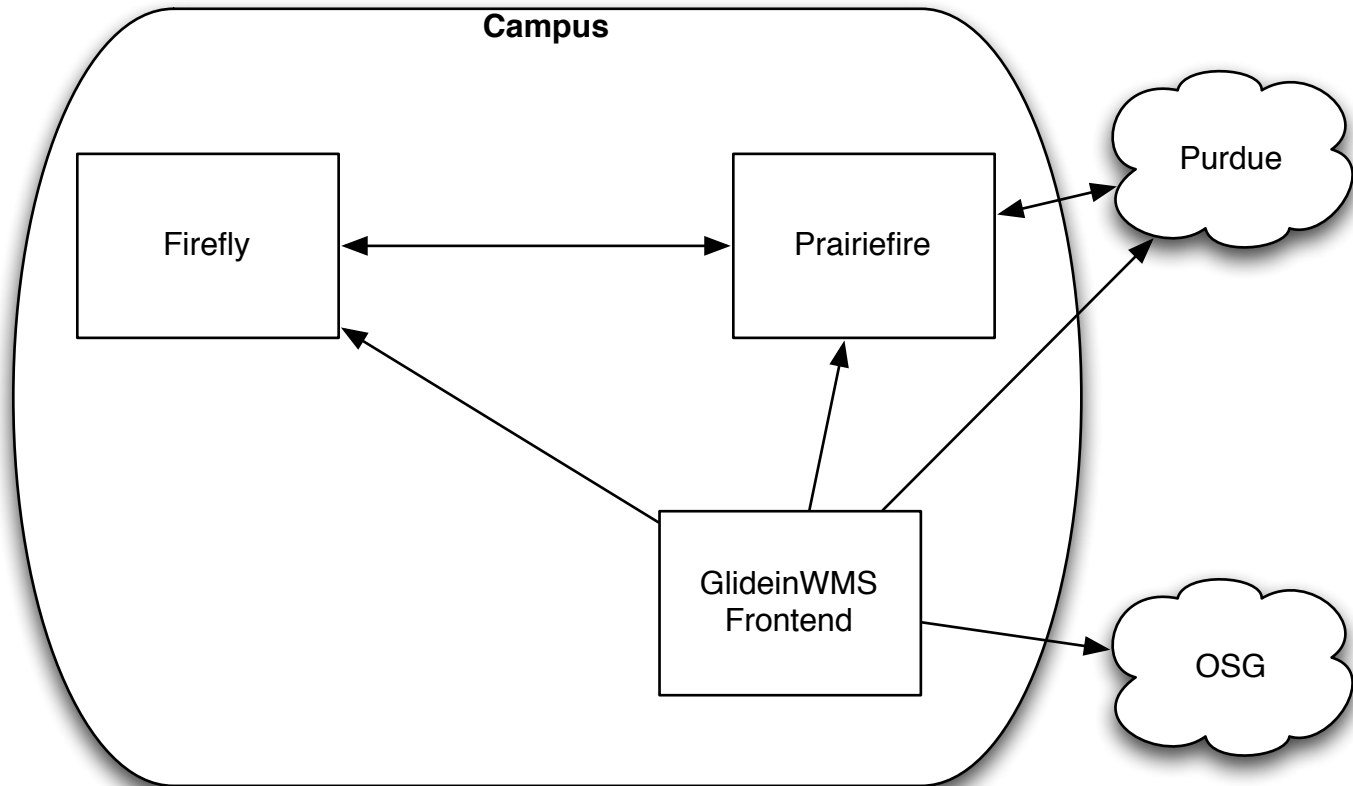 Campus
Purdue
Firefly
Prairiefire
GlideinWMS
Frontend
OSG